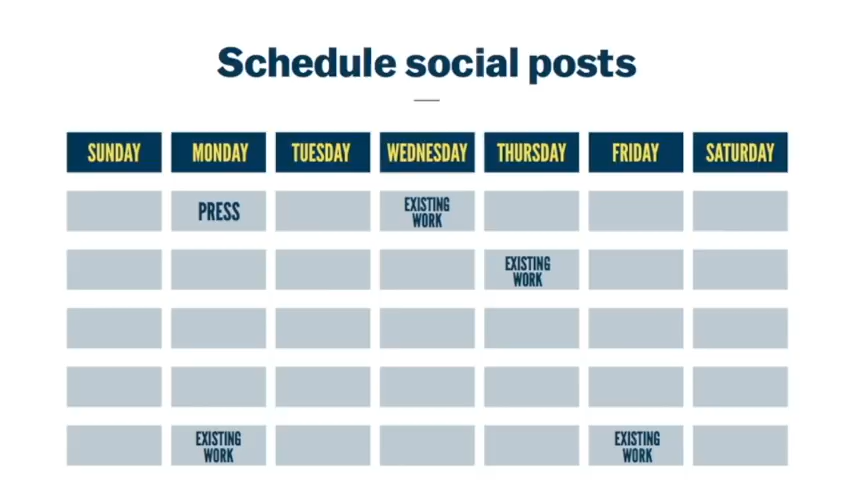 Schedule social posts
SUNDAY MONDAY TUESDAY WEDNESDAY THURSDAY FRIDAY SATURDAY
PRESS
EXISTING
WORK
EXISTING
WORK
EXISTING
WORK
EXISTING
WORK